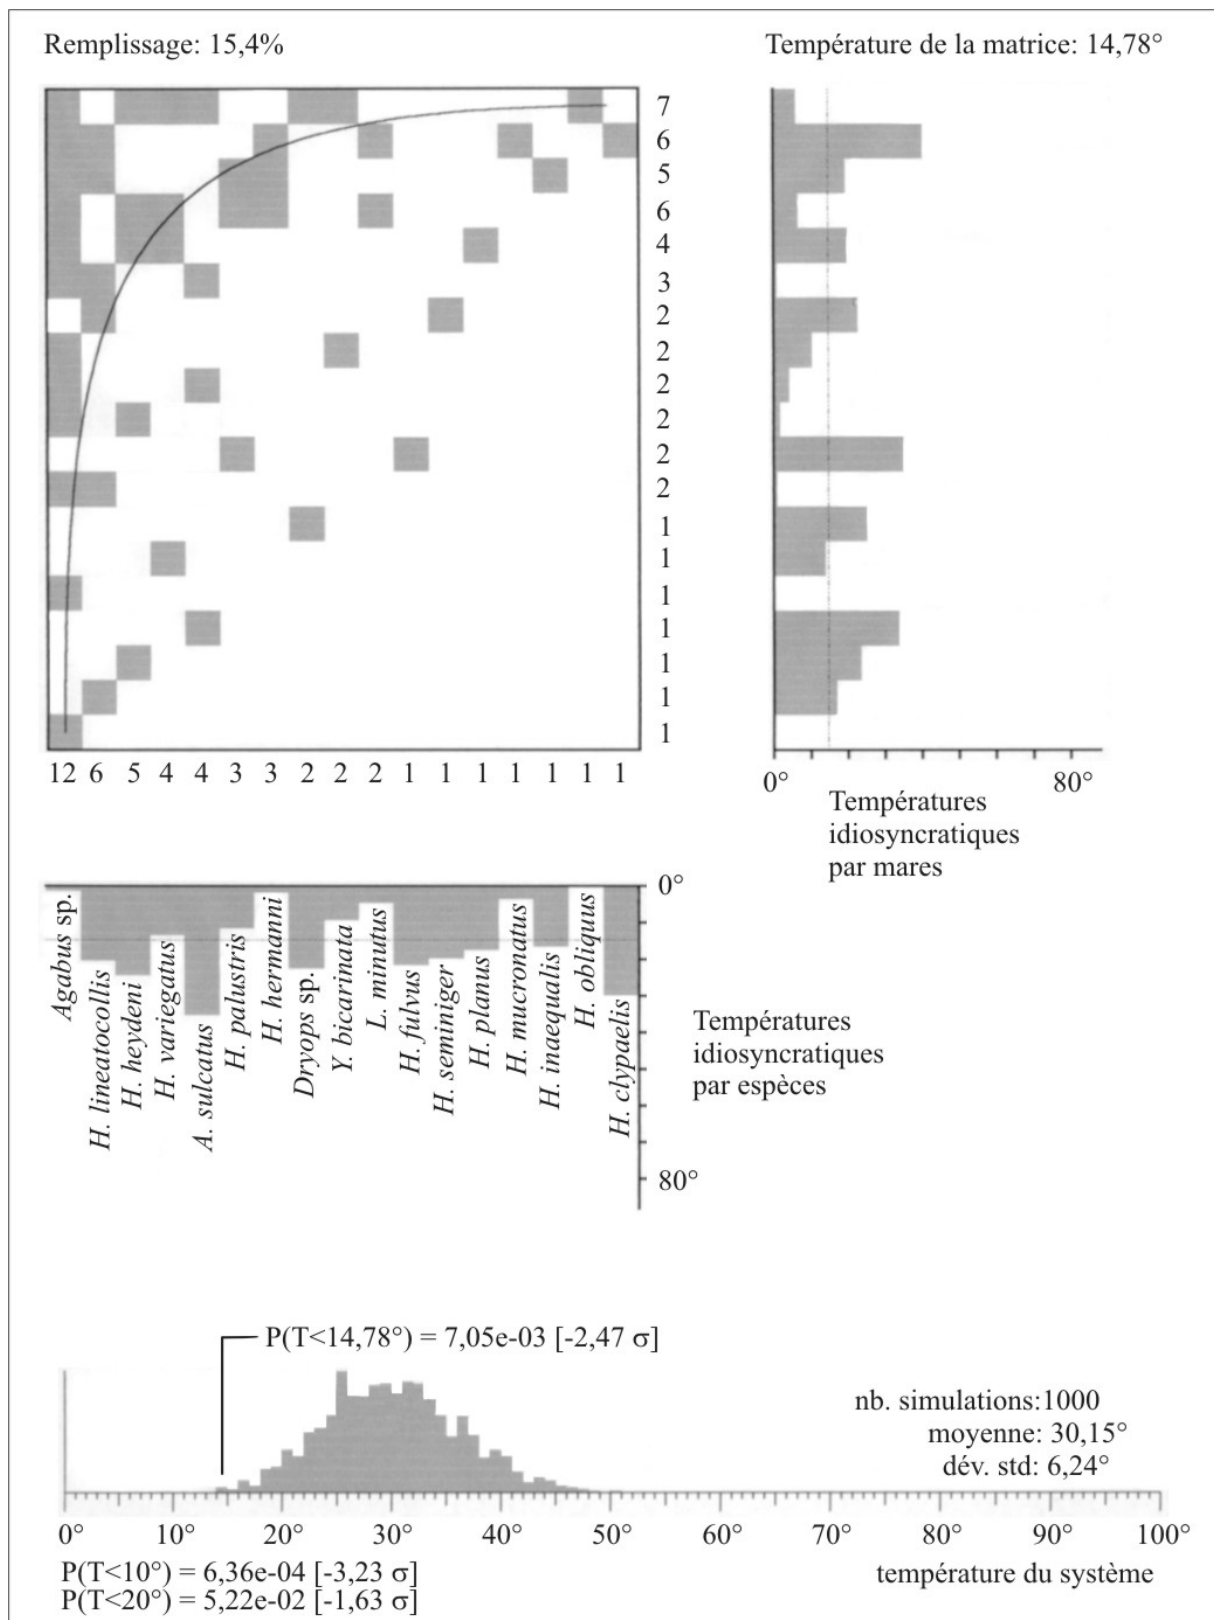 Remplissage: 15,4%
Température de la matrice: 14,78°
7
6
5
6
4
3
2
2
2
2
2
2
1
1
1
1
1
1
1
12 6 5 4 4 3 3 2 2 2 1 1 1 1 1 1 1
0° 80°
Températures
idiosyncratiques
par mares
0°
80°
Agabus sp.
H. lineatocollis
H. heydeni
H. variegatus
A. sulcatus
H. palustris
H. hermanni
Dryops sp.
Y. bicarinata
L. minutus
H. fulvus
H. seminiger
H. planus
H. mucronatus
H. inaequalis
H. obliquus
H. clypaelis
Températures
idiosyncratiques
par espèces
P(T<14,78°) = 7,05e-03 [-2,47 σ]
nb. simulations:1000
moyenne: 30,15°
dév. std: 6,24°
0° 10° 20° 30° 40° 50° 60° 70° 80° 90° 100°
P(T<10°) = 6,36e-04 [-3,23 σ]
P(T<20°) = 5,22e-02 [-1,63 σ]
température du système